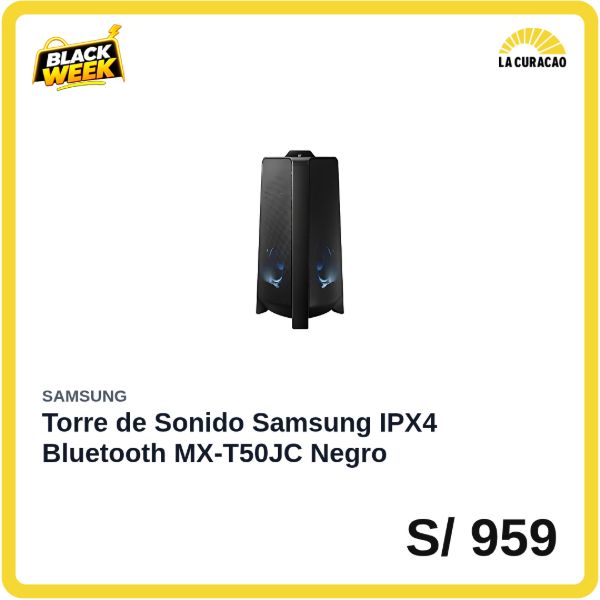 BLACK
WEEK
LA CURACAO
SAMSUNG
Torre de Sonido Samsung IPX4
Bluetooth MX-T50JC Negro
S/ 959